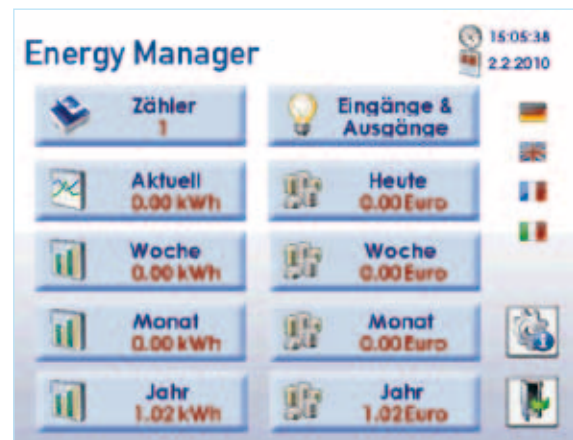 Energy Manager
15:05:38
2.2.2010
Zähler
1
Eingänge &
Ausgänge
Aktuell
0.00 kWh
Heute
0.00 Euro
Woche
0.00 kWh
Woche
0.00 Euro
Monat
0.00 kWh
Monat
0.00 Euro
Jahr
1.02 kWh
Jahr
1.02 Euro